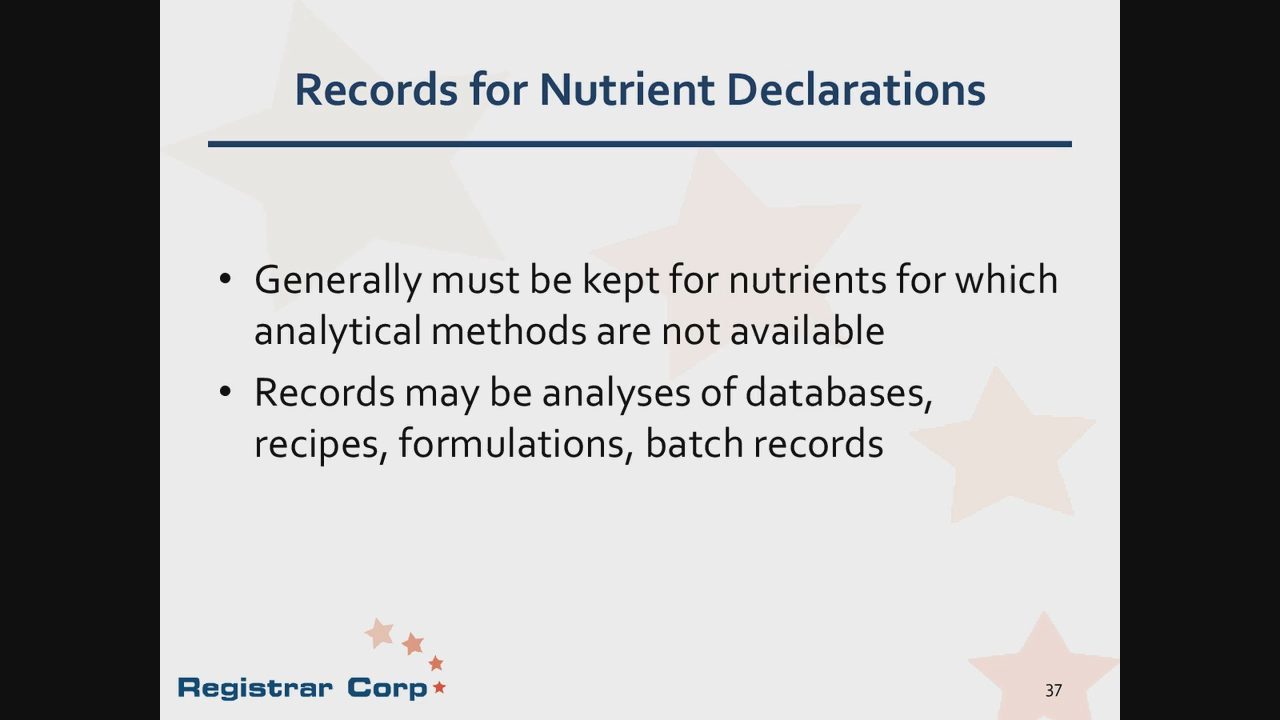 Records for Nutrient Declarations
• Generally must be kept for nutrients for which
analytical methods are not available
• Records may be analyses of databases,
recipes, formulations, batch records
Registrar Corp
37